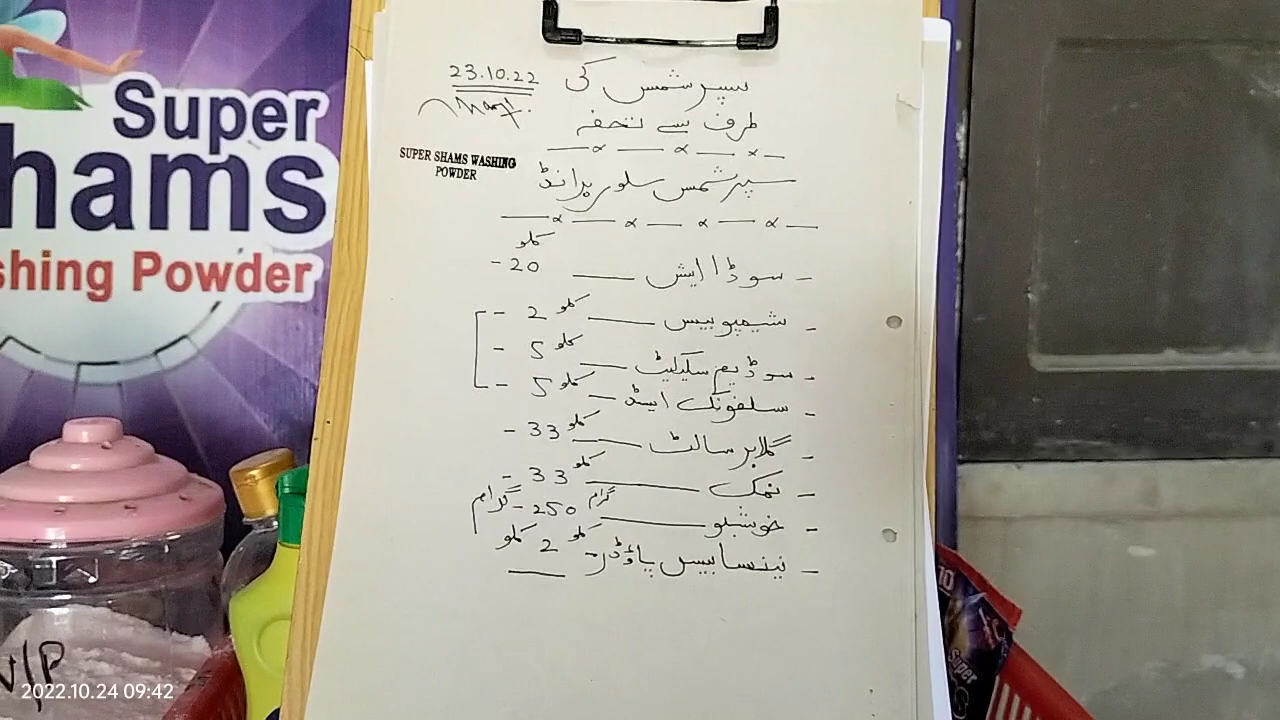 Super
hams
shing Powder
سپر شمس کی
23.10.22
طرف سے تحفہ
SUPER SHAMS WASHING
POWDER
سپر شمس سلور برانڈ
- سوڈا ایش — 20 کلو -
- شیمپو بیس — 2 کلو -
- سوڈیم سیکلیٹ — 5 کلو -
- سلفونک ایسڈ — 5 کلو -
- گلابر سالٹ — 33 کلو -
- نمک — 33 کلو -
- خوشبو — گرام 250 - گرام
- نینسا بیس پاؤڈر - کلو 2 کلو
V/P
10
Super
2022.10.24 09:42